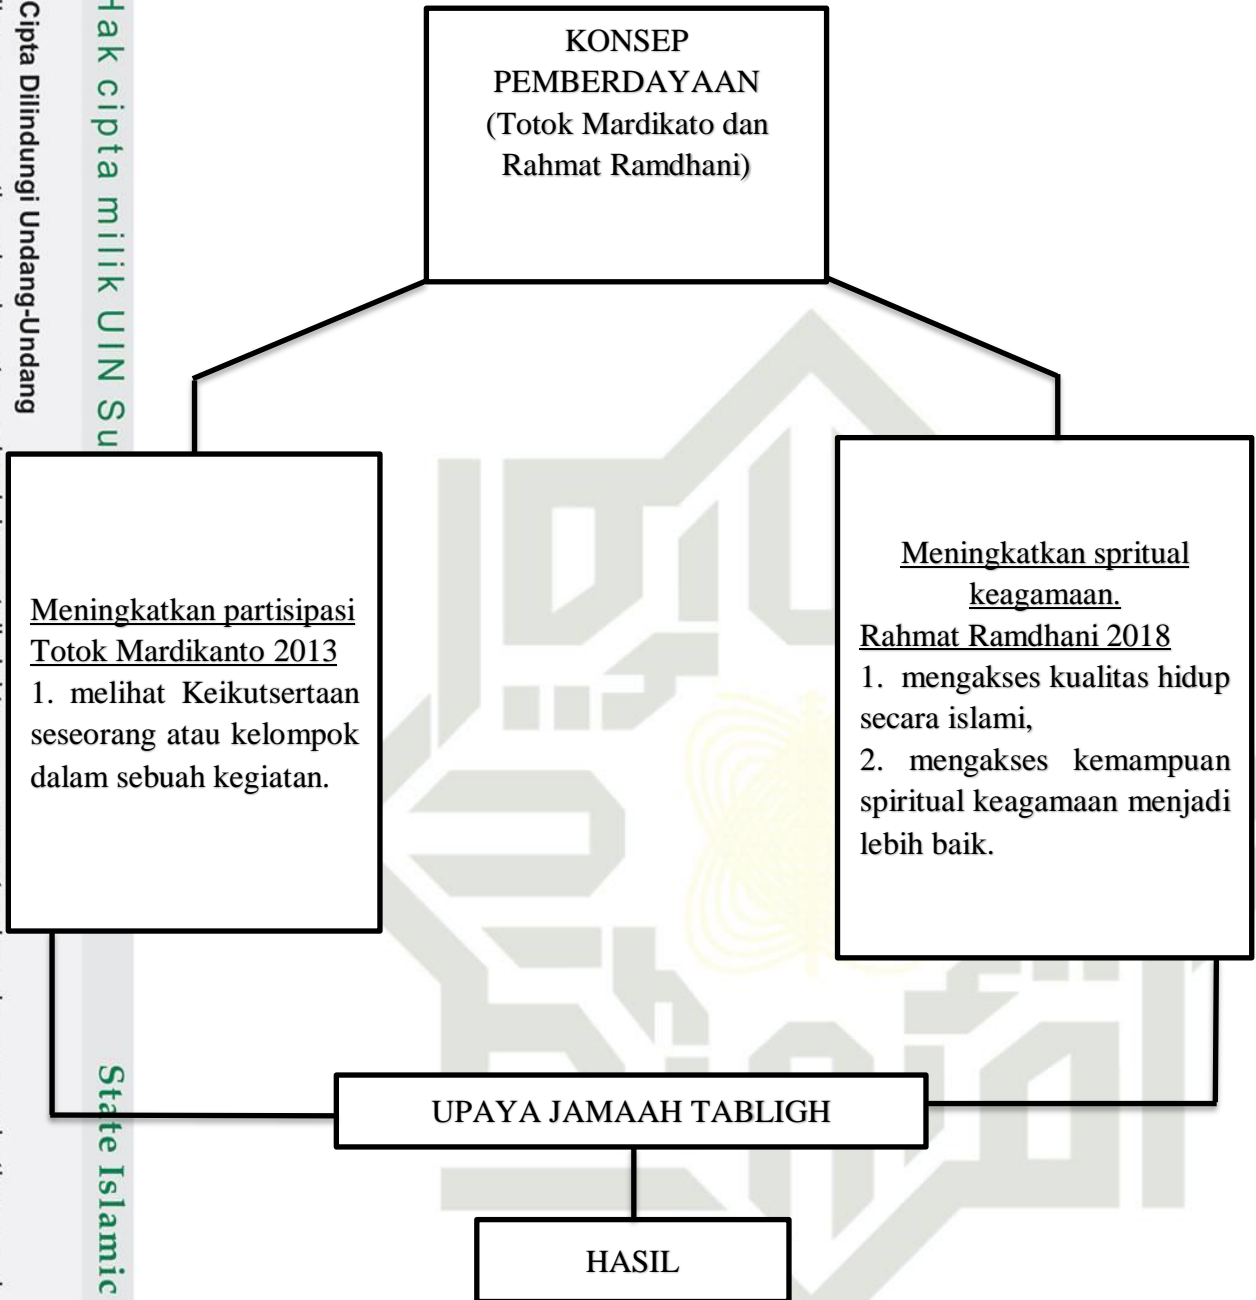 KONSEP
PEMBERDAYAAN
(Totok Mardikato dan
Rahmat Ramdhani)
Meningkatkan partisipasi
Totok Mardikanto 2013
1. melihat Keikutsertaan
seseorang atau kelompok
dalam sebuah kegiatan.
Meningkatkan spritual
keagamaan.
Rahmat Ramdhani 2018
1. mengakses kualitas hidup
secara islami,
2. mengakses kemampuan
spiritual keagamaan menjadi
lebih baik.
UPAYA JAMAAH TABLIGH
HASIL
Hak cipta milik UIN Su
State Islamic
Cipta Dilindungi Undang-Undang